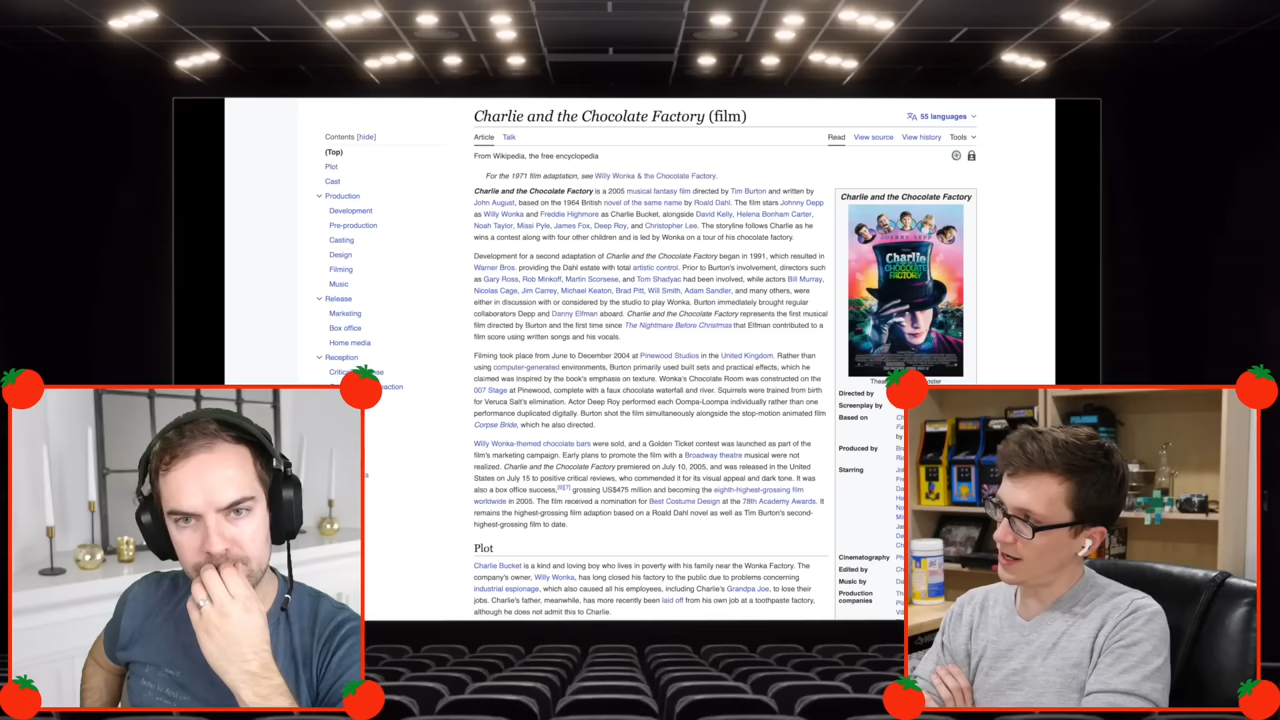 Charlie and the Chocolate Factory (film)
55 languages
Contents [hide]
(Top)
Plot
Cast
Production
Development
Pre-production
Casting
Design
Filming
Music
Release
Marketing
Box office
Home media
Reception
Article Talk
Read View source View history Tools
From Wikipedia, the free encyclopedia
For the 1971 film adaptation, see Willy Wonka & the Chocolate Factory.
Charlie and the Chocolate Factory is a 2005 musical fantasy film directed by Tim Burton and written by
John August, based on the 1964 British novel of the same name by Roald Dahl. The film stars Johnny Depp
as Willy Wonka and Freddie Highmore as Charlie Bucket, alongside David Kelly, Helena Bonham Carter,
Noah Taylor, Missi Pyle, James Fox, Deep Roy, and Christopher Lee. The storyline follows Charlie as he
wins a contest along with four other children and is led by Wonka on a tour of his chocolate factory.
Development for a second adaptation of Charlie and the Chocolate Factory began in 1991, which resulted in
Warner Bros. providing the Dahl estate with total artistic control. Prior to Burton's involvement, directors such
as Gary Ross, Rob Minkoff, Martin Scorsese, and Tom Shadyac had been involved, while actors Bill Murray,
Nicolas Cage, Jim Carrey, Michael Keaton, Brad Pitt, Will Smith, Adam Sandler, and many others, were
either in discussion with or considered by the studio to play Wonka. Burton immediately brought regular
collaborators Depp and Danny Elfman aboard. Charlie and the Chocolate Factory represents the first musical
film directed by Burton and the first time since The Nightmare Before Christmas that Elfman contributed to a
film score using written songs and his vocals.
Filming took place from June to December 2004 at Pinewood Studios in the United Kingdom. Rather than
using computer-generated environments, Burton primarily used built sets and practical effects, which he
claimed was inspired by the book's emphasis on texture. Wonka's Chocolate Room was constructed on the
007 Stage at Pinewood, complete with a faux chocolate waterfall and river. Squirrels were trained from birth
for Veruca Salt's elimination. Actor Deep Roy performed each Oompa-Loompa individually rather than one
performance duplicated digitally. Burton shot the film simultaneously alongside the stop-motion animated film
Corpse Bride, which he also directed.
Willy Wonka-themed chocolate bars were sold, and a Golden Ticket contest was launched as part of the
film's marketing campaign. Early plans to promote the film with a Broadway theatre musical were not
realized. Charlie and the Chocolate Factory premiered on July 10, 2005, and was released in the United
States on July 15 to positive critical reviews, who commended it for its visual appeal and dark tone. It was
also a box office success,[6][7] grossing US$475 million and becoming the eighth-highest-grossing film
worldwide in 2005. The film received a nomination for Best Costume Design at the 78th Academy Awards. It
remains the highest-grossing film adaption based on a Roald Dahl novel as well as Tim Burton's second-
highest-grossing film to date.
Plot
Charlie Bucket is a kind and loving boy who lives in poverty with his family near the Wonka Factory. The
company's owner, Willy Wonka, has long closed his factory to the public due to problems concerning
industrial espionage, which also caused all his employees, including Charlie's Grandpa Joe, to lose their
jobs. Charlie's father, meanwhile, has more recently been laid off from his own job at a toothpaste factory,
although he does not admit this to Charlie.
Charlie and the Chocolate Factory
JOHNNY DEPP
Charlie
AND THE
CHOCOLATE
FACTORY
Directed by
Screenplay by
Based on
by
Produced by
Starring
Cinematography
Edited by
Music by
Production
companies